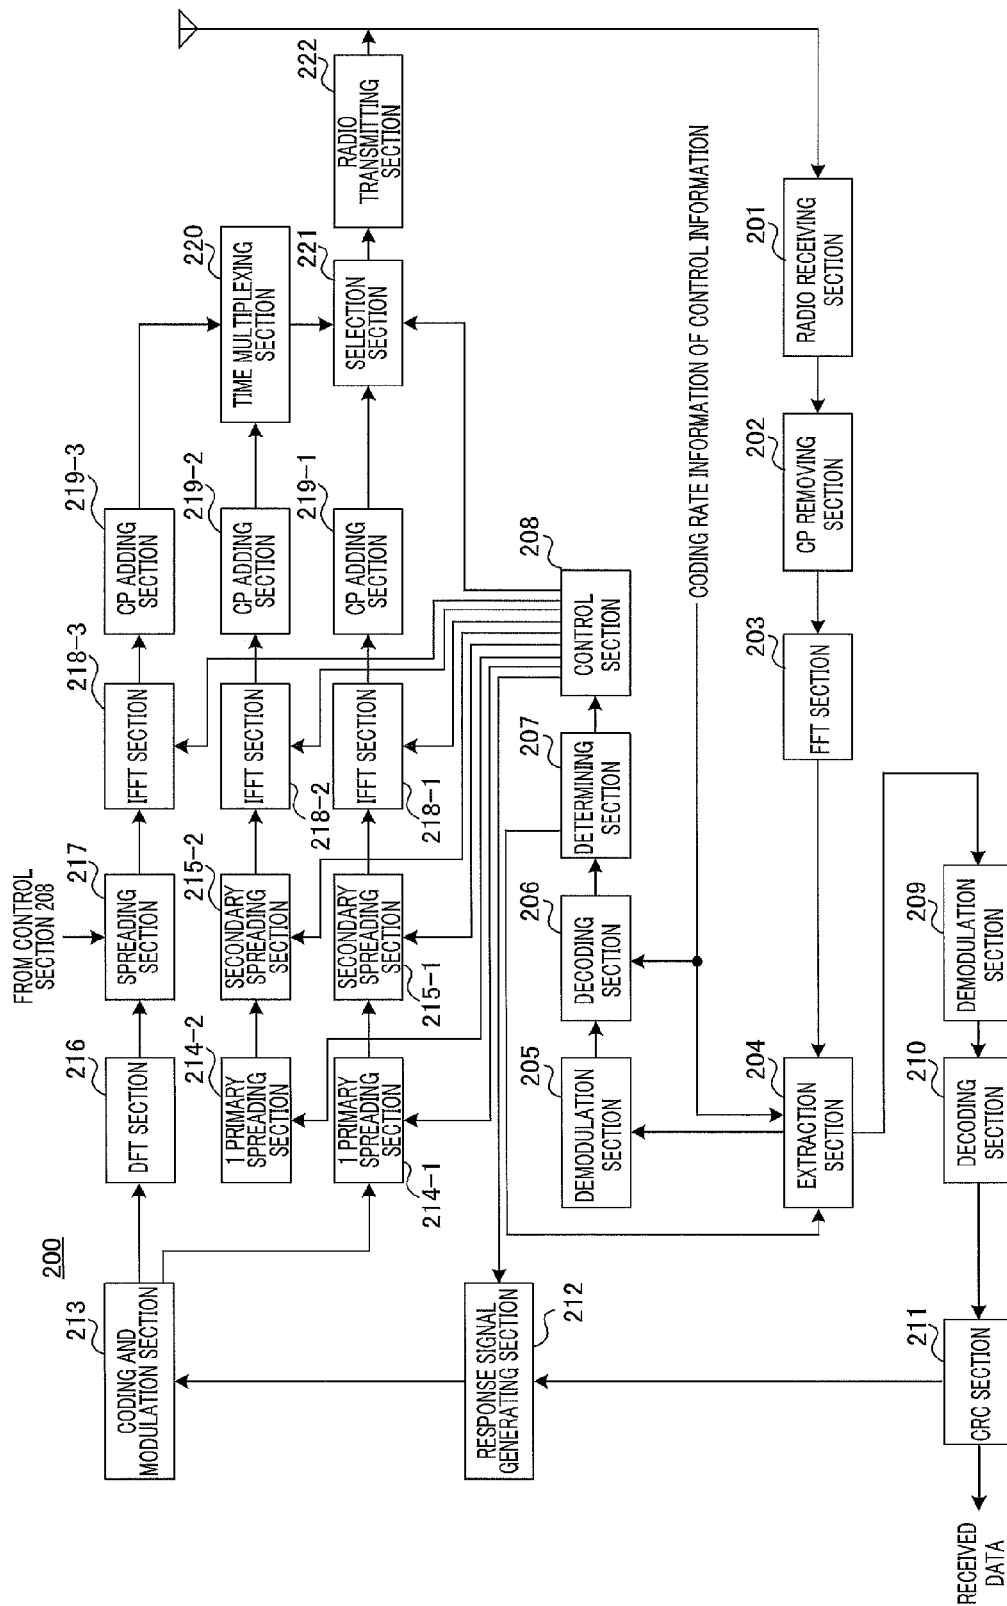 200
213
CODING AND
MODULATION SECTION
216
DFT SECTION
FROM CONTROL
SECTION 208
217
SPREADING
SECTION
218-3
IFFT SECTION
219-3
CP ADDING
SECTION
214-2
1 PRIMARY
SPREADING
SECTION
215-2
SECONDARY
SPREADING
SECTION
IFFT SECTION
218-2
219-2
CP ADDING
SECTION
220
TIME MULTIPLEXING
SECTION
1 PRIMARY
SPREADING
SECTION
214-1
SECONDARY
SPREADING
SECTION
215-1
IFFT SECTION
218-1
219-1
CP ADDING
SECTION
221
SELECTION
SECTION
222
RADIO
TRANSMITTING
SECTION
RESPONSE SIGNAL
GENERATING SECTION
212
205
DEMODULATION
SECTION
206
DECODING
SECTION
207
DETERMINING
SECTION
208
CONTROL
SECTION
CODING RATE INFORMATION OF CONTROL INFORMATION
204
EXTRACTION
SECTION
203
FFT SECTION
202
CP REMOVING
SECTION
201
RADIO RECEIVING
SECTION
RECEIVED
DATA
211
CRC SECTION
210
DECODING
SECTION
209
DEMODULATION
SECTION